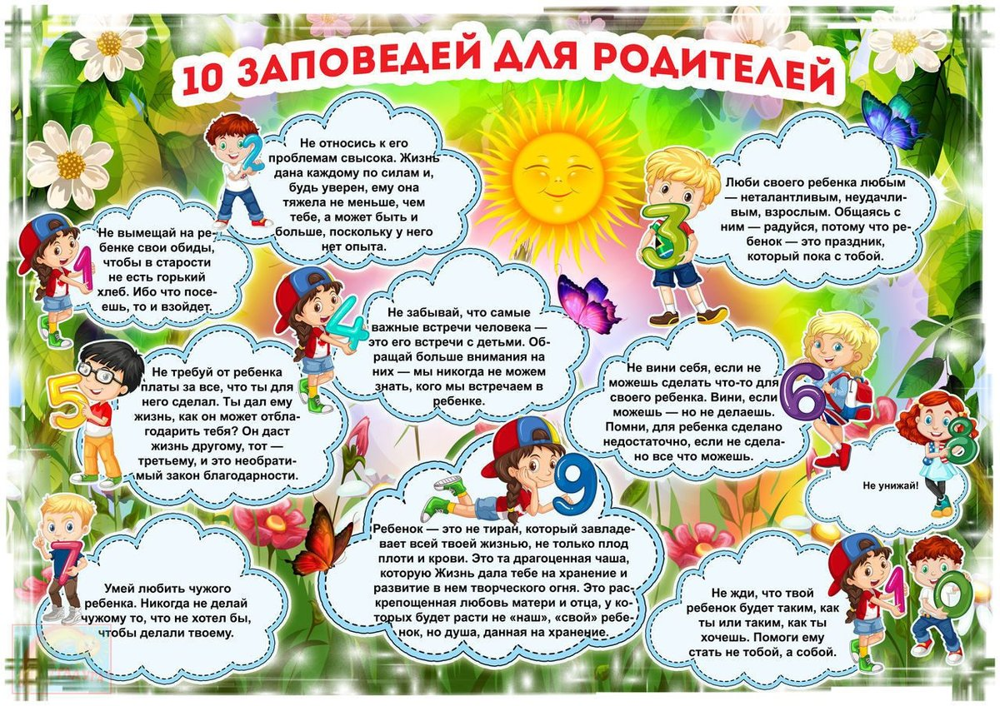 10 ЗАПОВЕДЕЙ ДЛЯ РОДИТЕЛЕЙ
1
Не вымещай на ре-
бенке свои обиды,
чтобы в старости
не есть горький
хлеб. Ибо что посе-
ешь, то и взойдет.
2
Не относись к его
проблемам свысока. Жизнь
дана каждому по силам и,
будь уверен, ему она
тяжела не меньше, чем
тебе, а может быть и
больше, поскольку у него
нет опыта.
3
Люби своего ребенка любым
— неталантливым, неудачли-
вым, взрослым. Общаясь с
ним — радуйся, потому что ре-
бенок — это праздник,
который пока с тобой.
4
Не забывай, что самые
важные встречи человека —
это его встречи с детьми. Об-
ращай больше внимания на
них — мы никогда не можем
знать, кого мы встречаем в
ребенке.
5
Не требуй от ребенка
платы за все, что ты для
него сделал. Ты дал ему
жизнь, как он может отбла-
годарить тебя? Он даст
жизнь другому, тот —
третьему, и это необрати-
мый закон благодарности.
6
Не вини себя, если не
можешь сделать что-то для
своего ребенка. Вини, если
можешь — но не делаешь.
Помни, для ребенка сделано
недостаточно, если не сдела-
но все что можешь.
7
Умей любить чужого
ребенка. Никогда не делай
чужому то, что не хотел бы,
чтобы делали твоему.
8
Не унижай!
9
Ребенок — это не тиран, который завладе-
вает всей твоей жизнью, не только плод
плоти и крови. Это та драгоценная чаша,
которую Жизнь дала тебе на хранение и
развитие в нем творческого огня. Это рас-
крепощенная любовь матери и отца, у ко-
торых будет расти не «наш», «свой» ребе-
нок, но душа, данная на хранение.
10
Не жди, что твой
ребенок будет таким, как
ты или таким, как ты
хочешь. Помоги ему
стать не тобой, а собой.